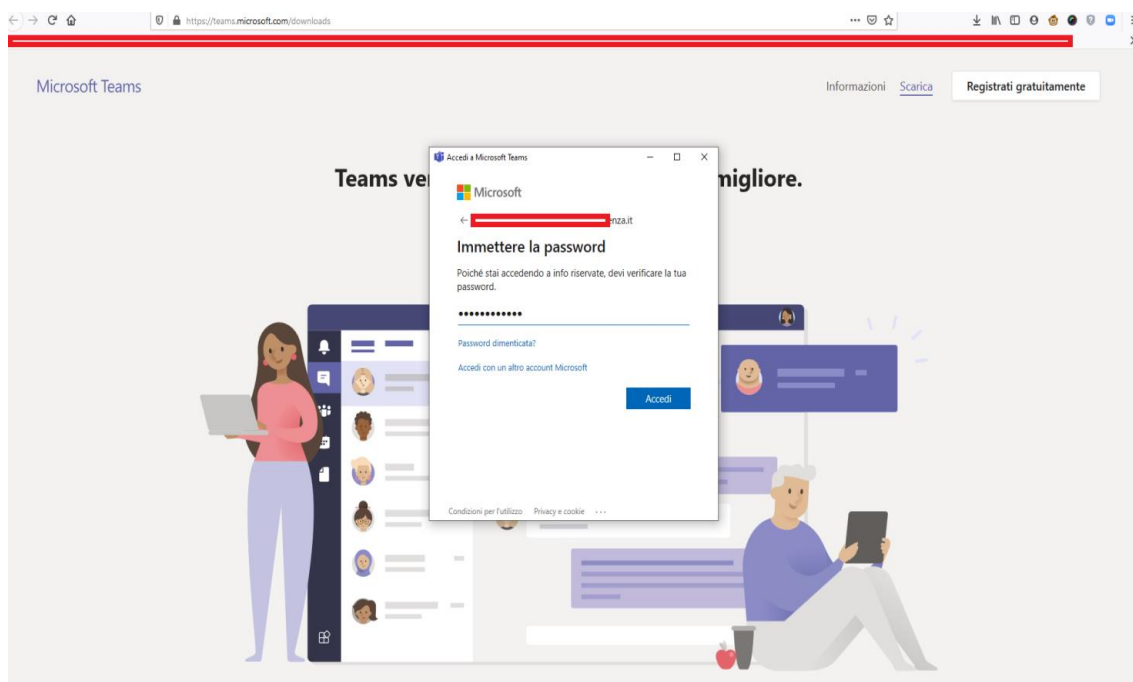 https://teams.microsoft.com/downloads
Microsoft Teams
Informazioni Scarica Registrati gratuitamente
Teams migliore.
Accedi a Microsoft Teams
Microsoft
enza.it
Immettere la password
Poiché stai accedendo a info riservate, devi verificare la tua
password.
Password dimenticata?
Accedi con un altro account Microsoft
Accedi
Condizioni per l'utilizzo Privacy e cookie